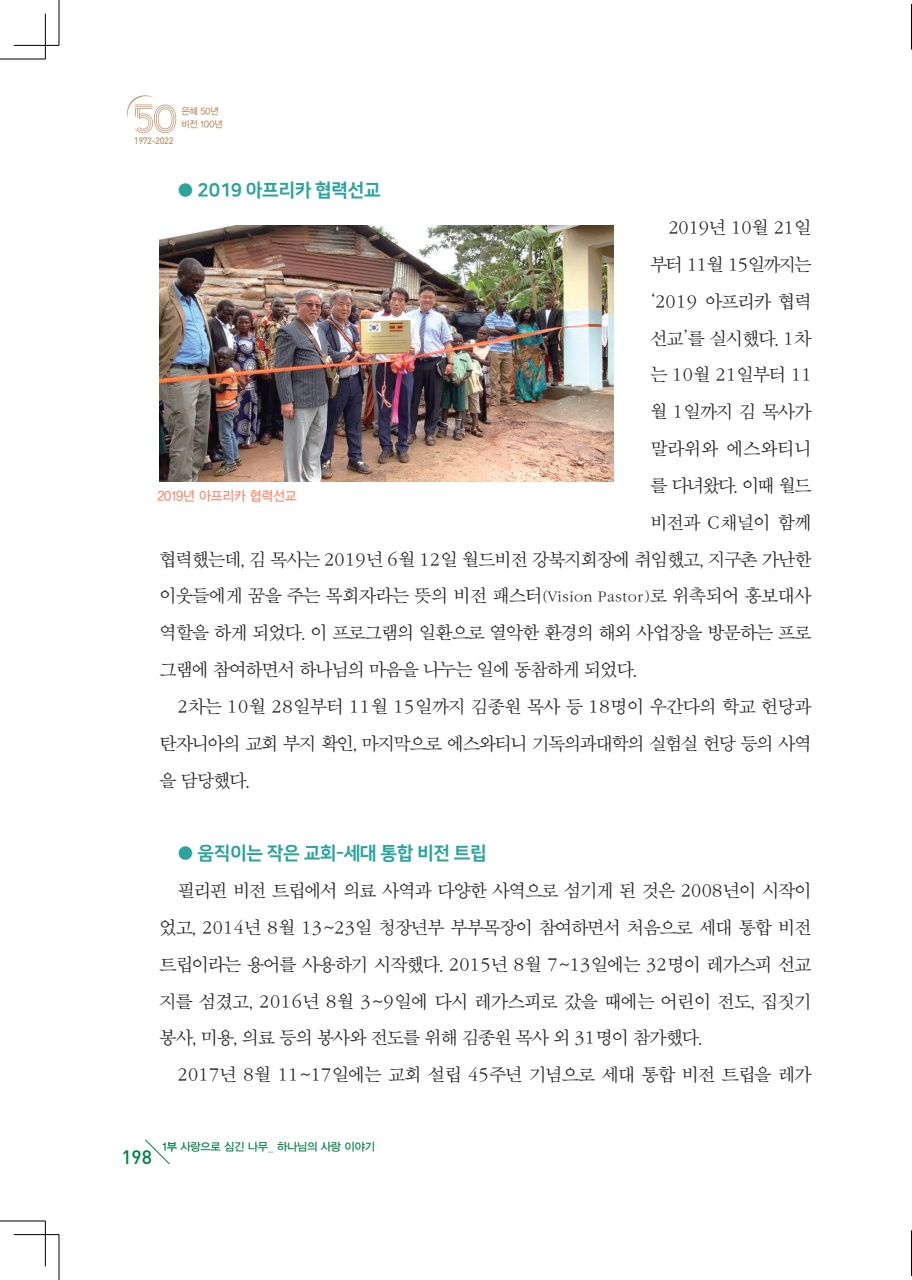 50 은혜 50년
비전 100년
1972-2022
● 2019 아프리카 협력선교
2019년 10월 21일
부터 11월 15일까지는
‘2019 아프리카 협력
선교’를 실시했다. 1차
는 10월 21일부터 11
월 1일까지 김 목사가
말라위와 에스와티니
를 다녀왔다. 이때 월드
비전과 C채널이 함께
2019년 아프리카 협력선교
협력했는데, 김 목사는 2019년 6월 12일 월드비전 강북지회장에 취임했고, 지구촌 가난한
이웃들에게 꿈을 주는 목회자라는 뜻의 비전 패스터(Vision Pastor)로 위촉되어 홍보대사
역할을 하게 되었다. 이 프로그램의 일환으로 열악한 환경의 해외 사업장을 방문하는 프로
그램에 참여하면서 하나님의 마음을 나누는 일에 동참하게 되었다.
2차는 10월 28일부터 11월 15일까지 김종원 목사 등 18명이 우간다의 학교 헌당과
탄자니아의 교회 부지 확인, 마지막으로 에스와티니 기독의과대학의 실험실 헌당 등의 사역
을 담당했다.
● 움직이는 작은 교회-세대 통합 비전 트립
필리핀 비전 트립에서 의료 사역과 다양한 사역으로 섬기게 된 것은 2008년이 시작이
었고, 2014년 8월 13~23일 청장년부 부부목장이 참여하면서 처음으로 세대 통합 비전
트립이라는 용어를 사용하기 시작했다. 2015년 8월 7~13일에는 32명이 레가스피 선교
지를 섬겼고, 2016년 8월 3~9일에 다시 레가스피로 갔을 때에는 어린이 전도, 집짓기
봉사, 미용, 의료 등의 봉사와 전도를 위해 김종원 목사 외 31명이 참가했다.
2017년 8월 11~17일에는 교회 설립 45주년 기념으로 세대 통합 비전 트립을 레가
198 1부 사랑으로 심긴 나무_ 하나님의 사랑 이야기